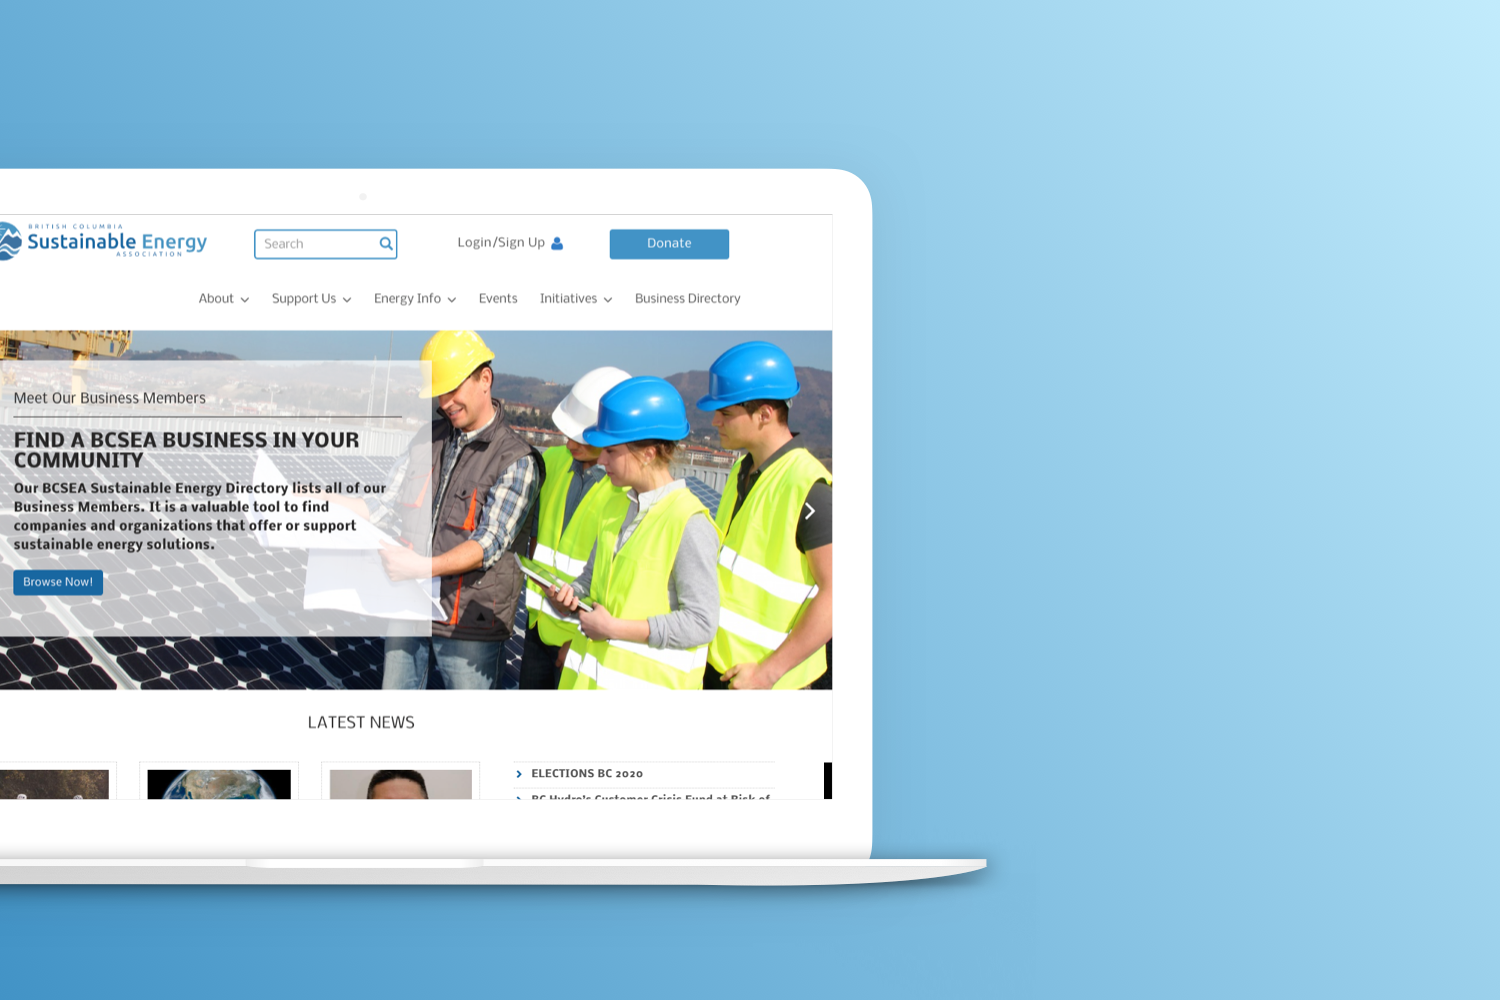 BRITISH COLUMBIA
Sustainable Energy
ASSOCIATION
Search
Login/Sign Up
Donate
About
Support Us
Energy Info
Events
Initiatives
Business Directory
Meet Our Business Members
FIND A BCSEA BUSINESS IN YOUR
COMMUNITY
Our BCSEA Sustainable Energy Directory lists all of our
Business Members. It is a valuable tool to find
companies and organizations that offer or support
sustainable energy solutions.
Browse Now!
LATEST NEWS
ELECTIONS BC 2020
BC Hydro's Customer Crisis Fund at Risk of